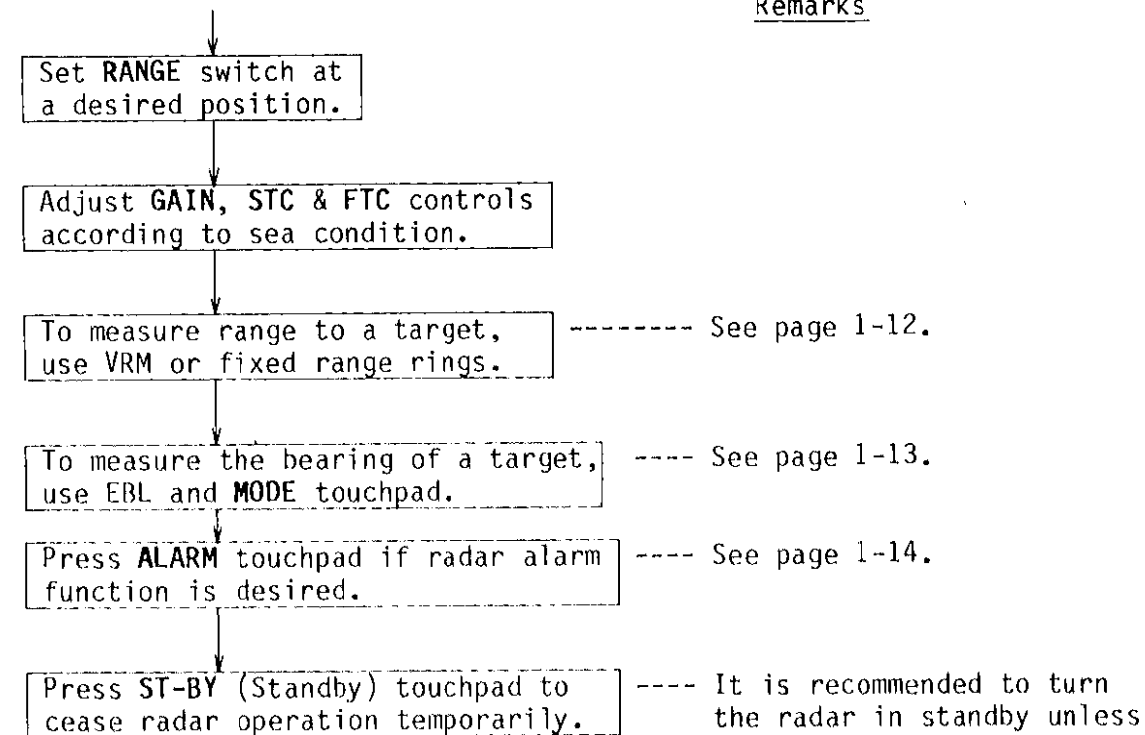 Remarks
Set RANGE switch at
a desired position.
Adjust GAIN, STC & FTC controls
according to sea condition.
To measure range to a target, -------- See page 1-12.
use VRM or fixed range rings.
To measure the bearing of a target, ---- See page 1-13.
use EBL and MODE touchpad.
Press ALARM touchpad if radar alarm ---- See page 1-14.
function is desired.
Press ST-BY (Standby) touchpad to ---- It is recommended to turn
cease radar operation temporarily. the radar in standby unless